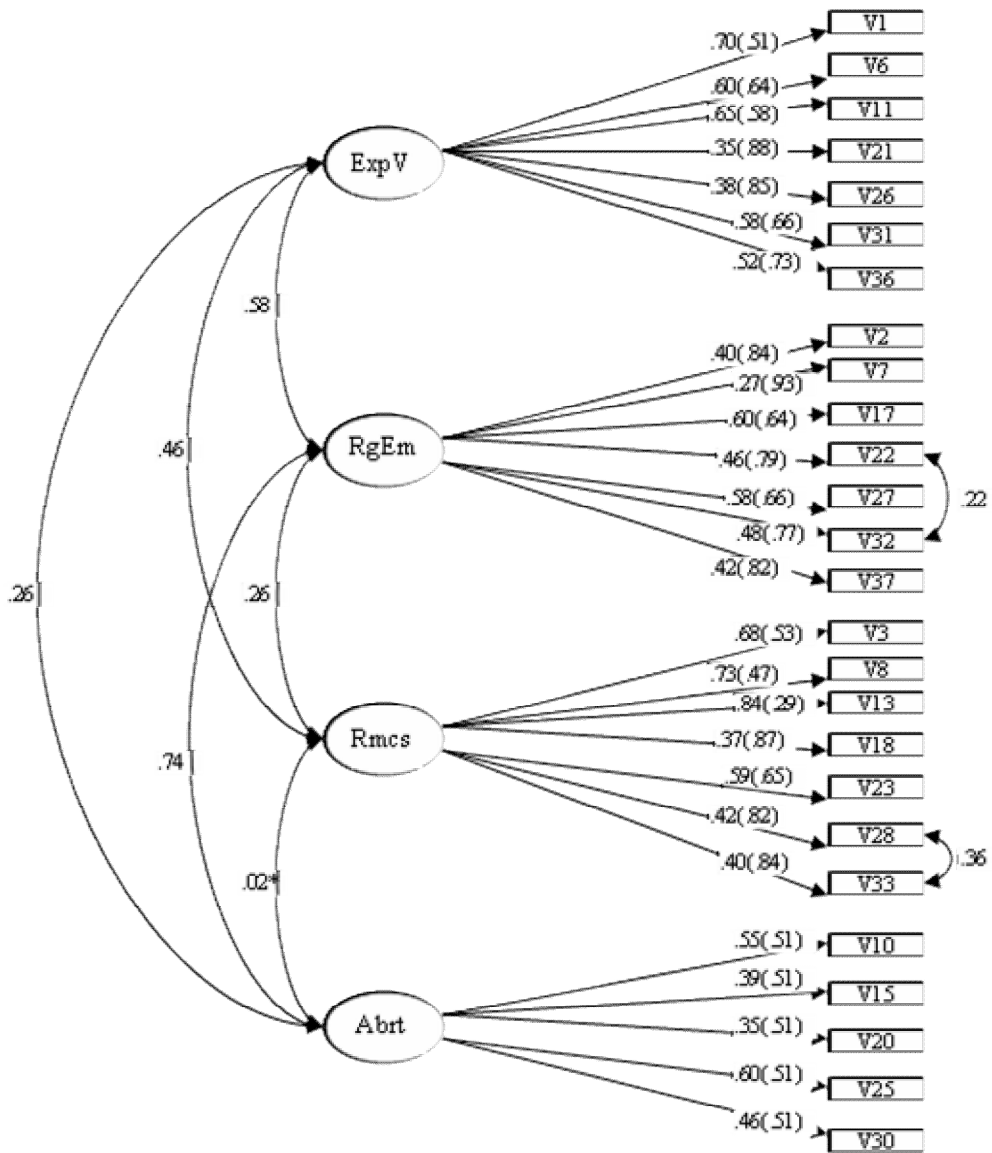 V1
.70(.51)
V6
.60(.64)
V11
.65(.58)
ExpV
.35(.88)
V21
.38(.85)
V26
.58(.66)
V31
.52(.73)
V36
.58
V2
.40(.84)
V7
.27(.93)
V17
.60(.64)
.46
RgEm
.46(.79)
V22
.58(.66)
V27
.22
.48(.77)
V32
.42(.82)
V37
.26
.26
.68(.53)
V3
.73(.47)
V8
.84(.29)
V13
Rmcs
.37(.87)
V18
.74
.59(.65)
V23
.42(.82)
V28
.36
.40(.84)
V33
.02*
.55(.51)
V10
.39(.51)
V15
Abrt
.35(.51)
V20
.60(.51)
V25
.46(.51)
V30